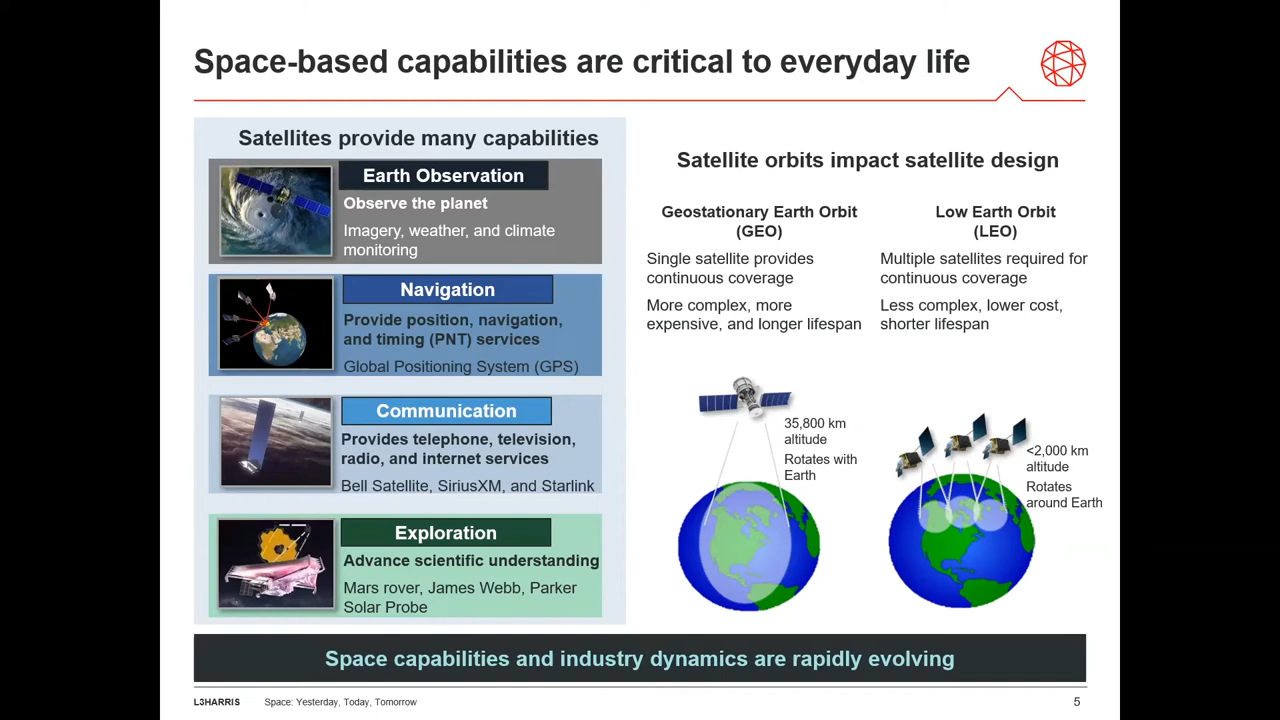 Space-based capabilities are critical to everyday life
Satellites provide many capabilities
Earth Observation
Observe the planet
Imagery, weather, and climate
monitoring
Navigation
Provide position, navigation,
and timing (PNT) services
Global Positioning System (GPS)
Communication
Provides telephone, television,
radio, and internet services
Bell Satellite, SiriusXM, and Starlink
Exploration
Advance scientific understanding
Mars rover, James Webb, Parker
Solar Probe
Satellite orbits impact satellite design
Geostationary Earth Orbit
(GEO)
Single satellite provides
continuous coverage
More complex, more
expensive, and longer lifespan
35,800 km
altitude
Rotates with
Earth
Low Earth Orbit
(LEO)
Multiple satellites required for
continuous coverage
Less complex, lower cost,
shorter lifespan
<2,000 km
altitude
Rotates
around Earth
Space capabilities and industry dynamics are rapidly evolving
L3HARRIS Space: Yesterday, Today, Tomorrow 5